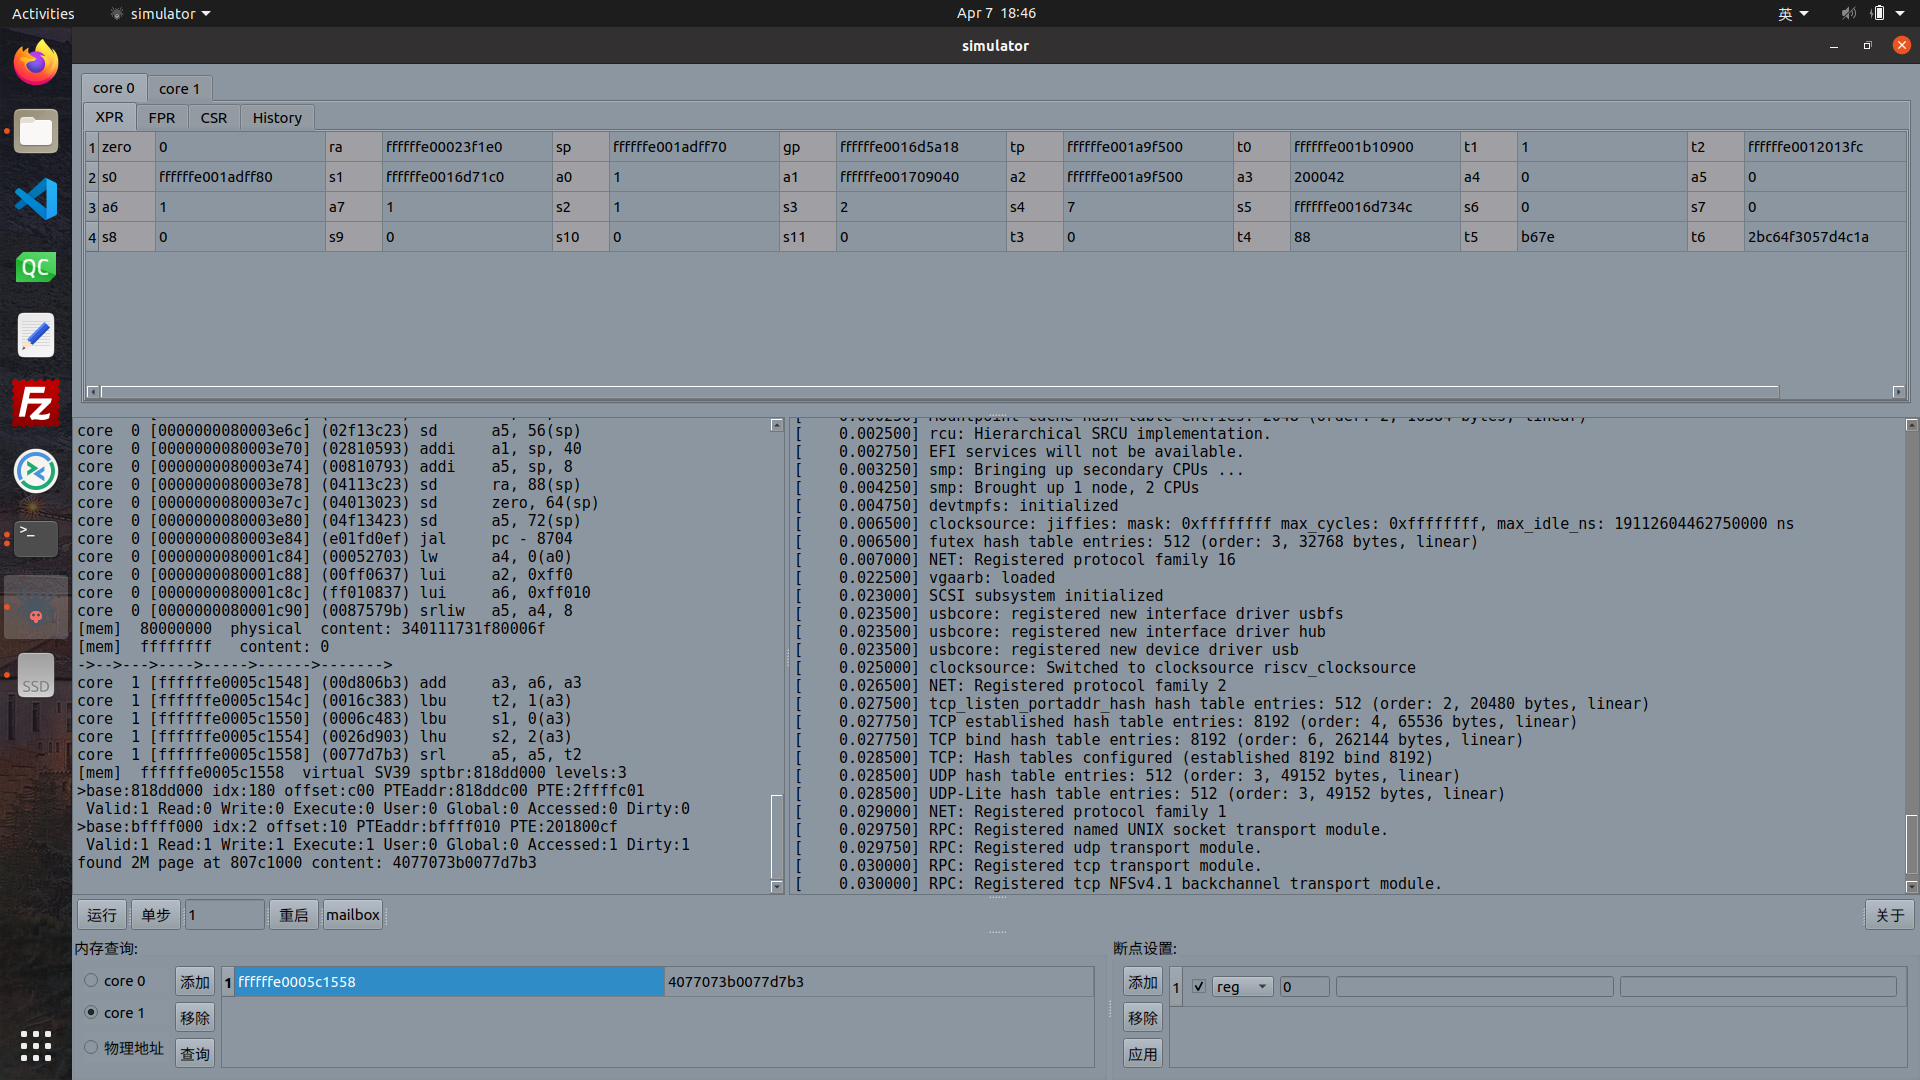 Activities simulator Apr 7 18:46 英
simulator
core 0 core 1
XPR FPR CSR History
1 zero 0 ra ffffffe00023f1e0 sp ffffffe001adff70 gp ffffffe0016d5a18 tp ffffffe001a9f500 t0 ffffffe001b10900 t1 1 t2 ffffffe0012013fc
2 s0 ffffffe001adff80 s1 ffffffe0016d71c0 a0 1 a1 ffffffe001709040 a2 ffffffe001a9f500 a3 200042 a4 0 a5 0
3 a6 1 a7 1 s2 1 s3 2 s4 7 s5 ffffffe0016d734c s6 0 s7 0
4 s8 0 s9 0 s10 0 s11 0 t3 0 t4 88 t5 b67e t6 2bc64f3057d4c1a
core 0 [0000000080003e6c] (02f13c23) sd a5, 56(sp)
core 0 [0000000080003e70] (02810593) addi a1, sp, 40
core 0 [0000000080003e74] (00810793) addi a5, sp, 8
core 0 [0000000080003e78] (04113c23) sd ra, 88(sp)
core 0 [0000000080003e7c] (04013023) sd zero, 64(sp)
core 0 [0000000080003e80] (04f13423) sd a5, 72(sp)
core 0 [0000000080003e84] (e01fd0ef) jal pc - 8704
core 0 [0000000080001c84] (00052703) lw a4, 0(a0)
core 0 [0000000080001c88] (00ff0637) lui a2, 0xff0
core 0 [0000000080001c8c] (ff010837) lui a6, 0xff010
core 0 [0000000080001c90] (0087579b) srliw a5, a4, 8
[mem] 80000000 physical content: 340111731f80006f
[mem] ffffffff content: 0
->-->--->---->----->------>------->
core 1 [ffffffe0005c1548] (00d806b3) add a3, a6, a3
core 1 [ffffffe0005c154c] (0016c383) lbu t2, 1(a3)
core 1 [ffffffe0005c1550] (0006c483) lbu s1, 0(a3)
core 1 [ffffffe0005c1554] (0026d903) lhu s2, 2(a3)
core 1 [ffffffe0005c1558] (0077d7b3) srl a5, a5, t2
[mem] ffffffe0005c1558 virtual SV39 sptbr:818dd000 levels:3
>base:818dd000 idx:180 offset:c00 PTEaddr:818ddc00 PTE:2ffffc01
Valid:1 Read:0 Write:0 Execute:0 User:0 Global:0 Accessed:0 Dirty:0
>base:bffff000 idx:2 offset:10 PTEaddr:bffff010 PTE:201800cf
Valid:1 Read:1 Write:1 Execute:1 User:0 Global:0 Accessed:1 Dirty:1
found 2M page at 807c1000 content: 4077073b0077d7b3
[ 0.002500] rcu: Hierarchical SRCU implementation.
[ 0.002750] EFI services will not be available.
[ 0.003250] smp: Bringing up secondary CPUs ...
[ 0.004250] smp: Brought up 1 node, 2 CPUs
[ 0.004750] devtmpfs: initialized
[ 0.006500] clocksource: jiffies: mask: 0xffffffff max_cycles: 0xffffffff, max_idle_ns: 19112604462750000 ns
[ 0.006500] futex hash table entries: 512 (order: 3, 32768 bytes, linear)
[ 0.007000] NET: Registered protocol family 16
[ 0.022500] vgaarb: loaded
[ 0.023000] SCSI subsystem initialized
[ 0.023500] usbcore: registered new interface driver usbfs
[ 0.023500] usbcore: registered new interface driver hub
[ 0.023500] usbcore: registered new device driver usb
[ 0.025000] clocksource: Switched to clocksource riscv_clocksource
[ 0.026500] NET: Registered protocol family 2
[ 0.027500] tcp_listen_portaddr_hash hash table entries: 512 (order: 2, 20480 bytes, linear)
[ 0.027750] TCP established hash table entries: 8192 (order: 4, 65536 bytes, linear)
[ 0.027750] TCP bind hash table entries: 8192 (order: 6, 262144 bytes, linear)
[ 0.028500] TCP: Hash tables configured (established 8192 bind 8192)
[ 0.028500] UDP hash table entries: 512 (order: 3, 49152 bytes, linear)
[ 0.028500] UDP-Lite hash table entries: 512 (order: 3, 49152 bytes, linear)
[ 0.029000] NET: Registered protocol family 1
[ 0.029750] RPC: Registered named UNIX socket transport module.
[ 0.029750] RPC: Registered udp transport module.
[ 0.030000] RPC: Registered tcp transport module.
[ 0.030000] RPC: Registered tcp NFSv4.1 backchannel transport module.
运行 单步 1 重启 mailbox 关于
内存查询:
core 0 添加 1 ffffffe0005c1558 4077073b0077d7b3
core 1 移除
物理地址 查询
断点设置:
添加 1 reg 0
移除
应用
QC
Fz
>_
SSD